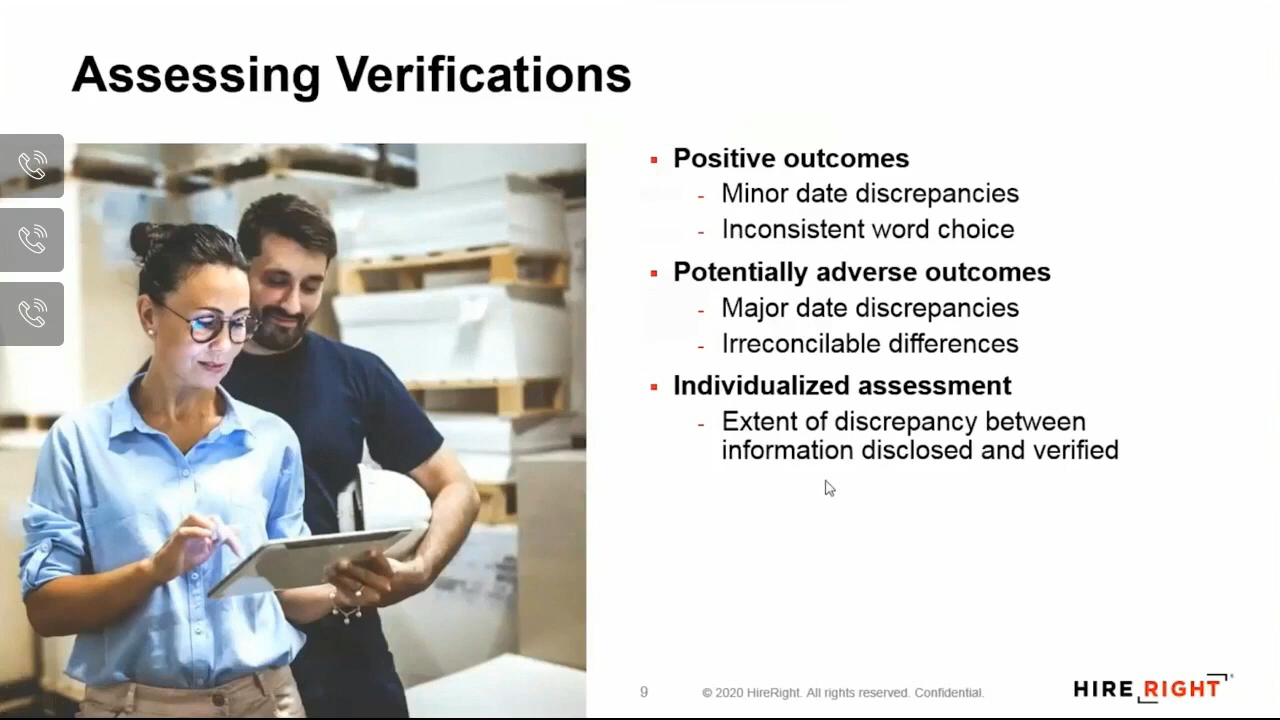 Assessing Verifications
▪ Positive outcomes
- Minor date discrepancies
- Inconsistent word choice
▪ Potentially adverse outcomes
- Major date discrepancies
- Irreconcilable differences
▪ Individualized assessment
- Extent of discrepancy between
information disclosed and verified
9 © 2020 HireRight. All rights reserved. Confidential.
HIRE RIGHT